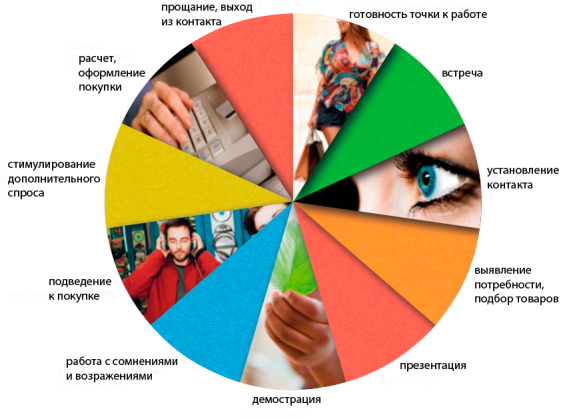 прощание, выход
из контакта
готовность точки к работе
встреча
установление
контакта
выявление
потребности,
подбор товаров
презентация
демострация
работа с сомнениями
и возражениями
подведение
к покупке
стимулирование
дополнительного
спроса
расчет,
оформление
покупки